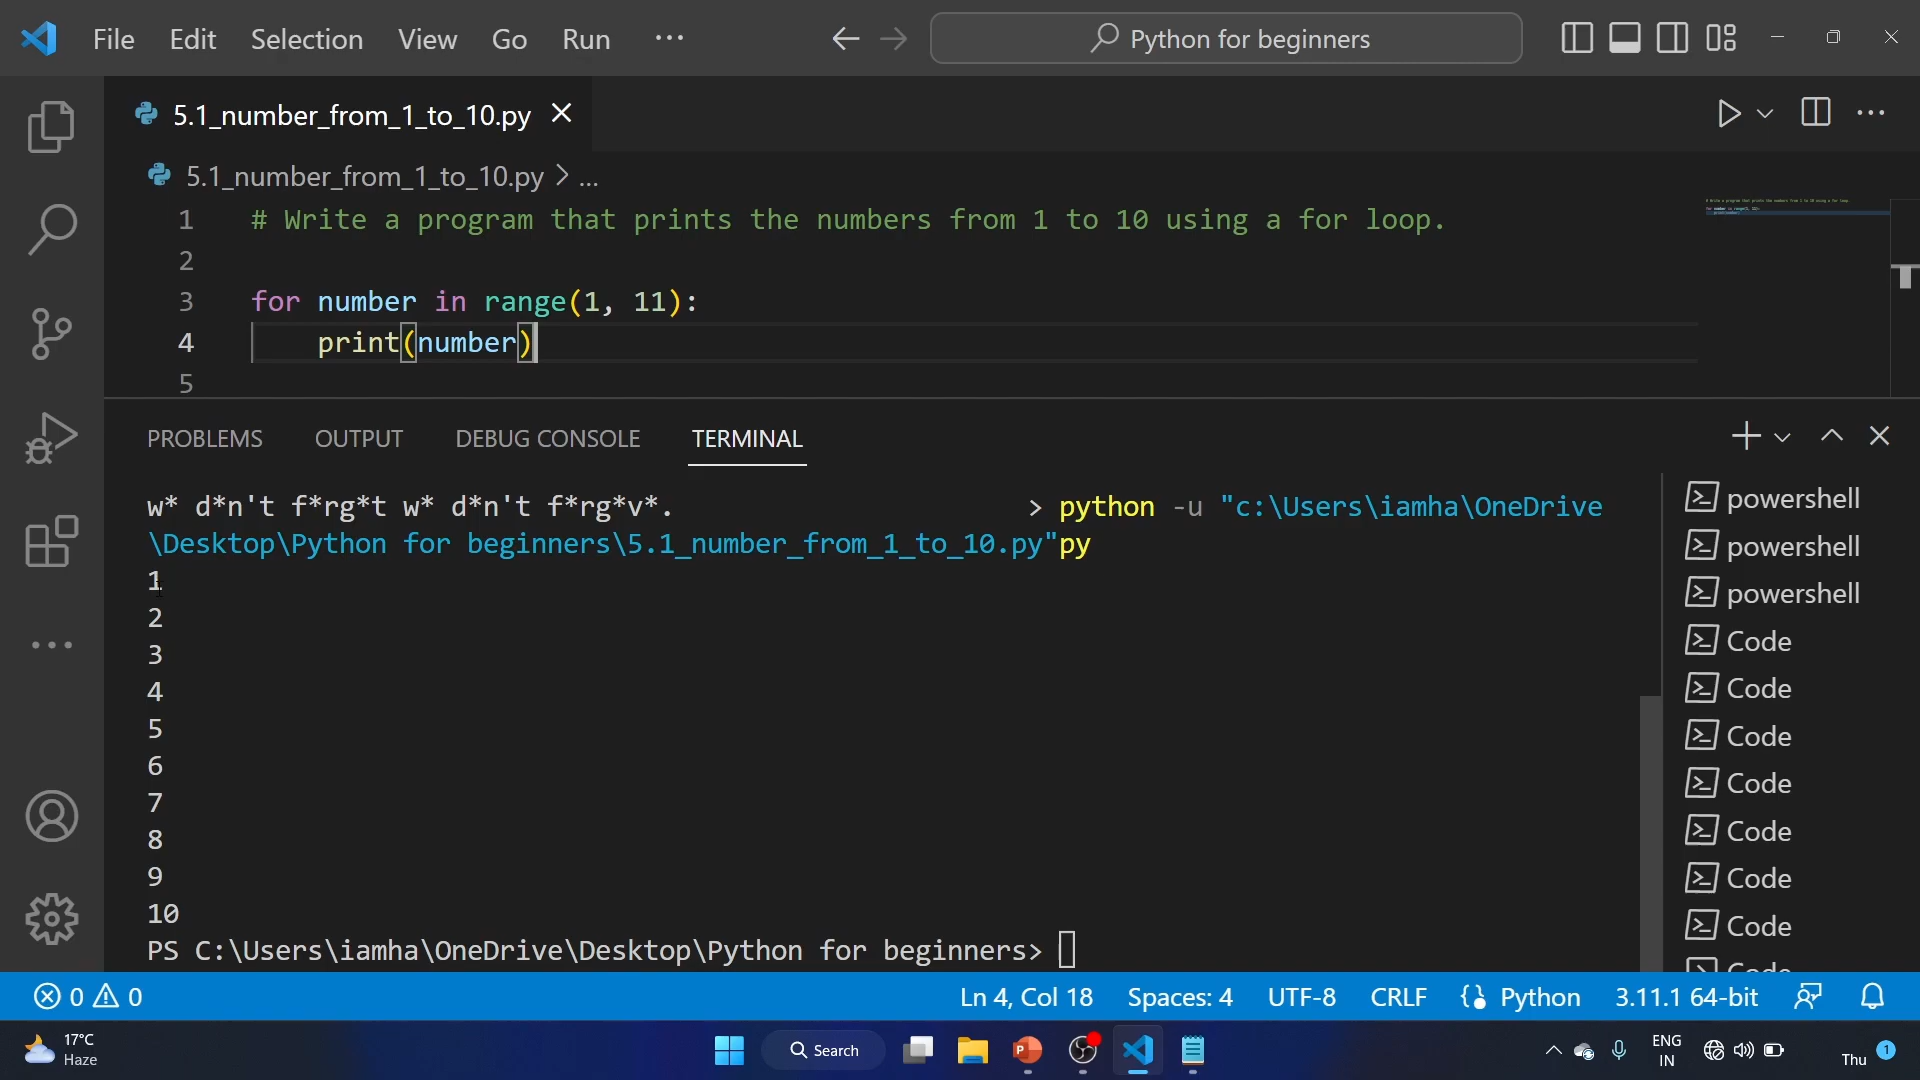 File Edit Selection View Go Run ... Python for beginners
5.1_number_from_1_to_10.py
5.1_number_from_1_to_10.py > ...
1 # Write a program that prints the numbers from 1 to 10 using a for loop.
2
3 for number in range(1, 11):
4 print(number)
5
PROBLEMS OUTPUT DEBUG CONSOLE TERMINAL
w* d*n't f*rg*t w* d*n't f*rg*v*. > python -u "c:\Users\iamha\OneDrive
\Desktop\Python for beginners\5.1_number_from_1_to_10.py"py
1
2
3
4
5
6
7
8
9
10
PS C:\Users\iamha\OneDrive\Desktop\Python for beginners>
powershell
powershell
powershell
Code
Code
Code
Code
Code
Code
Code
Code
0 0 Ln 4, Col 18 Spaces: 4 UTF-8 CRLF Python 3.11.1 64-bit
17°C
Haze
Search
ENG
IN
Thu 1